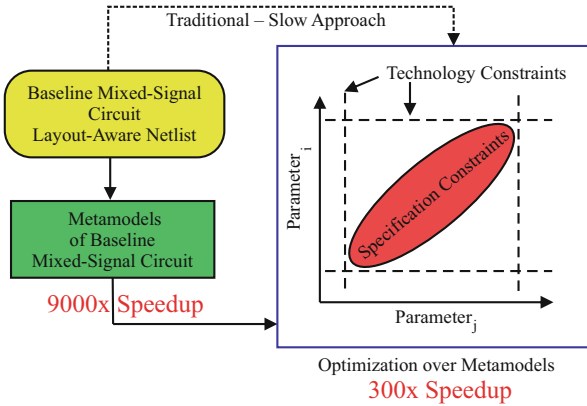 Traditional – Slow Approach
Baseline Mixed-Signal
Circuit
Layout-Aware Netlist
Metamodels
of Baseline
Mixed-Signal Circuit
9000x Speedup
Technology Constraints
Parameter i
Specification Constraints
Parameter j
Optimization over Metamodels
300x Speedup